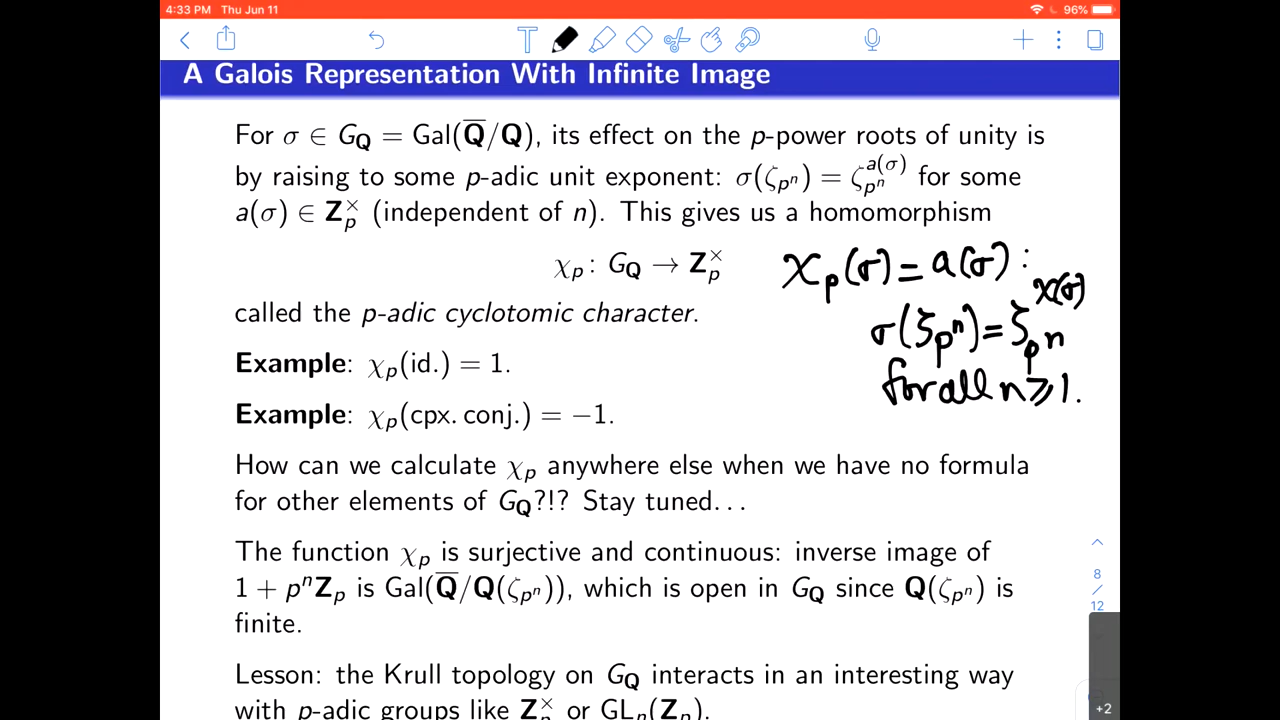 4:33 PM Thu Jun 11 96%
A Galois Representation With Infinite Image
For σ ∈ G_Q = Gal(Q̅/Q), its effect on the p-power roots of unity is
by raising to some p-adic unit exponent: σ(ζ_{p^n}) = ζ_{p^n}^{a(σ)} for some
a(σ) ∈ Z_p^× (independent of n). This gives us a homomorphism
χ_p: G_Q → Z_p^×
χ_p(σ) = a(σ):
σ(ζ_{p^n}) = ζ_{p^n}^{χ(σ)}
for all n ≥ 1.
called the p-adic cyclotomic character.
Example: χ_p(id.) = 1.
Example: χ_p(cpx. conj.) = −1.
How can we calculate χ_p anywhere else when we have no formula
for other elements of G_Q?!? Stay tuned...
The function χ_p is surjective and continuous: inverse image of
1 + p^n Z_p is Gal(Q̅/Q(ζ_{p^n})), which is open in G_Q since Q(ζ_{p^n}) is
finite.
Lesson: the Krull topology on G_Q interacts in an interesting way
with p-adic groups like Z_p^× or GL_n(Z_p).
8
/
12
+2